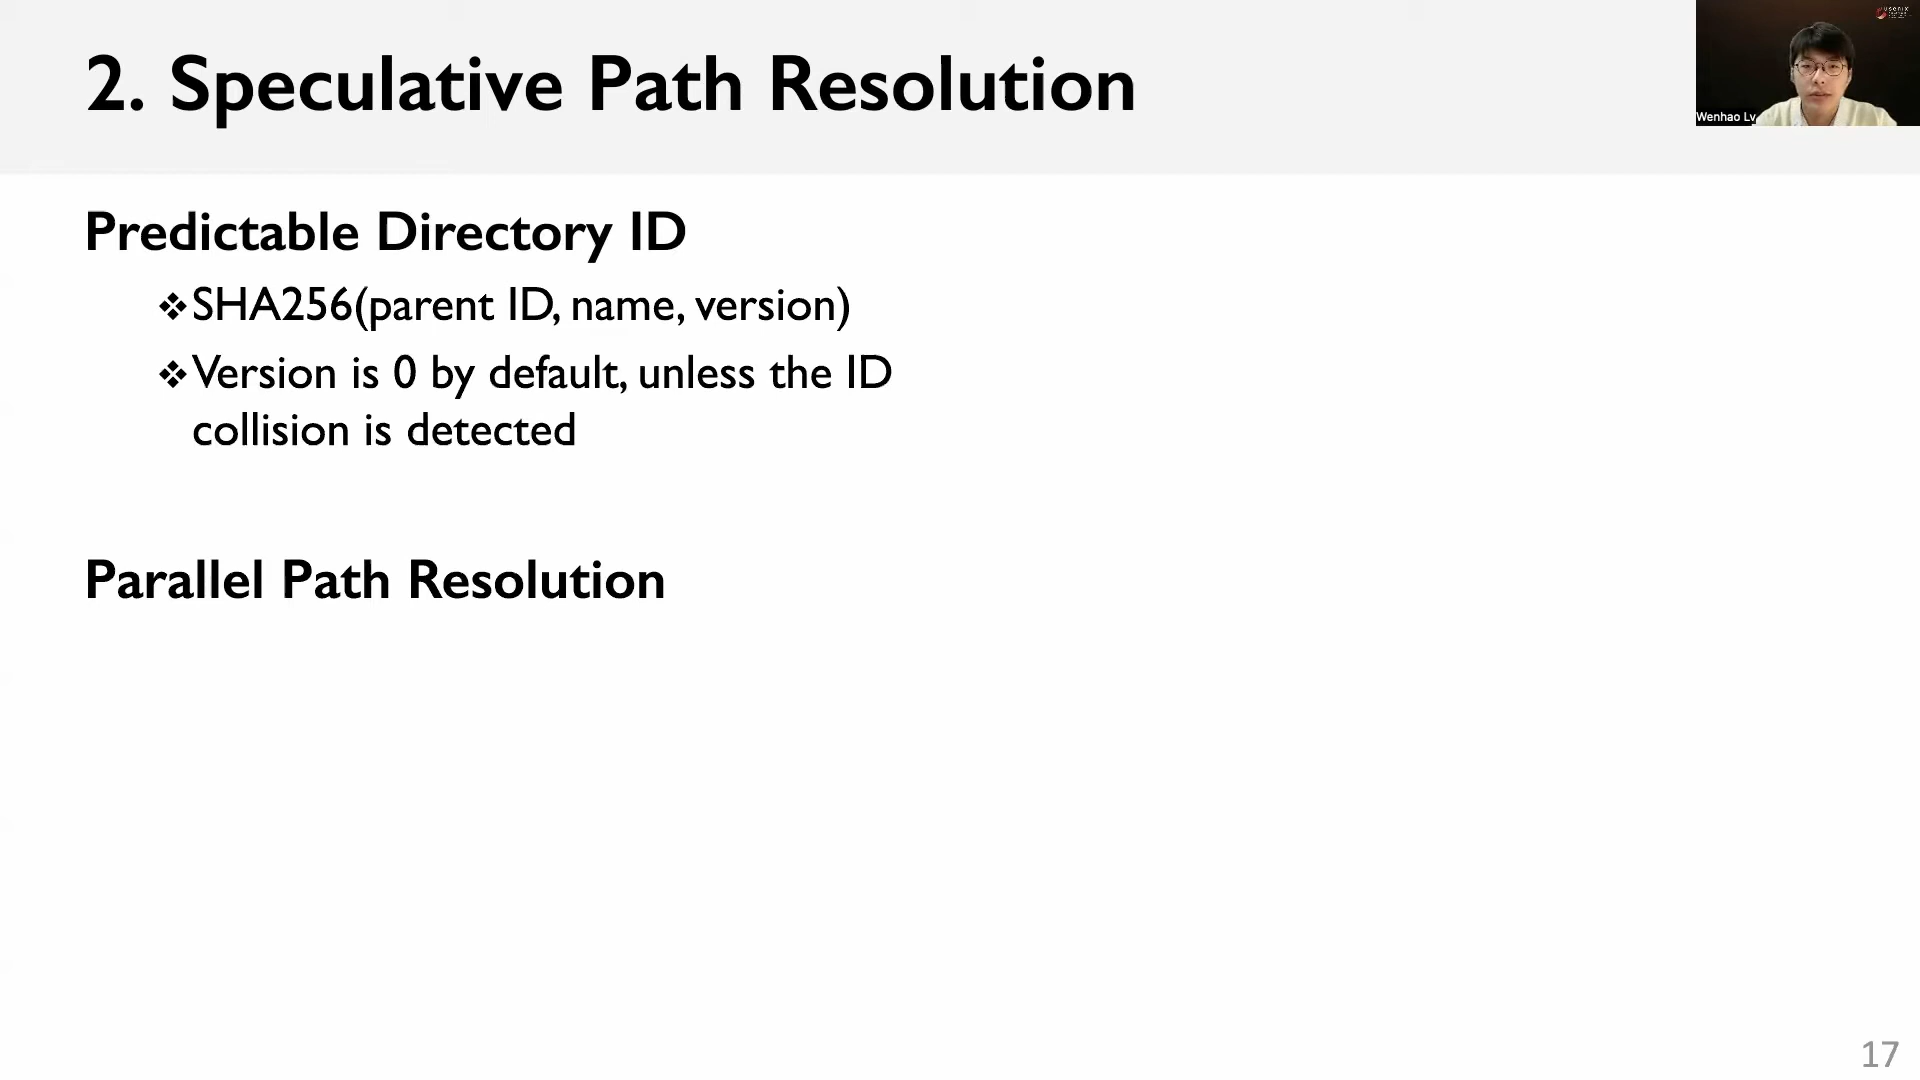 2. Speculative Path Resolution
usenix
Wenhao Lv
Predictable Directory ID
❖SHA256(parent ID, name, version)
❖Version is 0 by default, unless the ID
collision is detected
Parallel Path Resolution
17